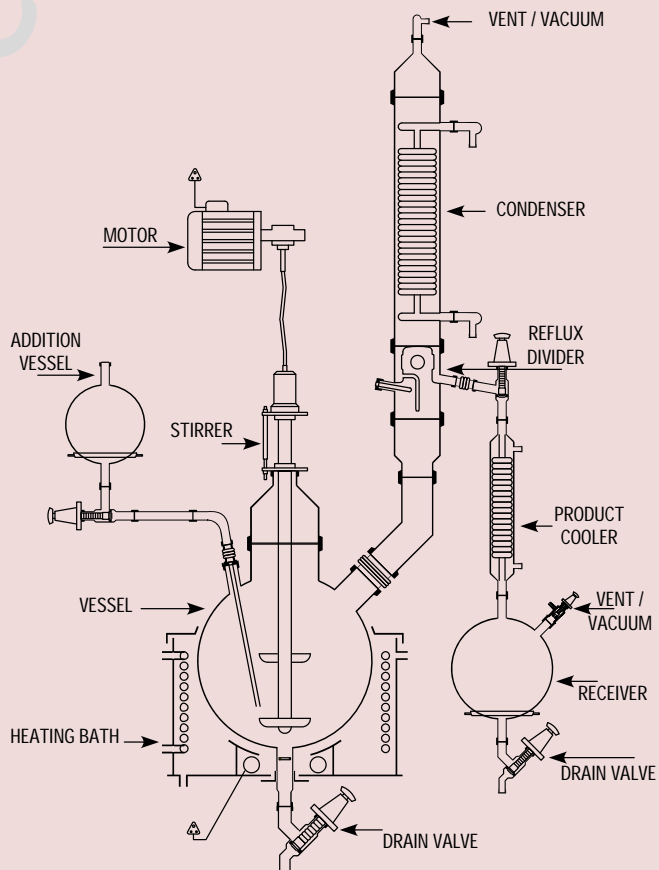 VENT / VACUUM
CONDENSER
MOTOR
REFLUX
DIVIDER
ADDITION
VESSEL
STIRRER
PRODUCT
COOLER
VESSEL
VENT /
VACUUM
RECEIVER
HEATING BATH
DRAIN VALVE
DRAIN VALVE